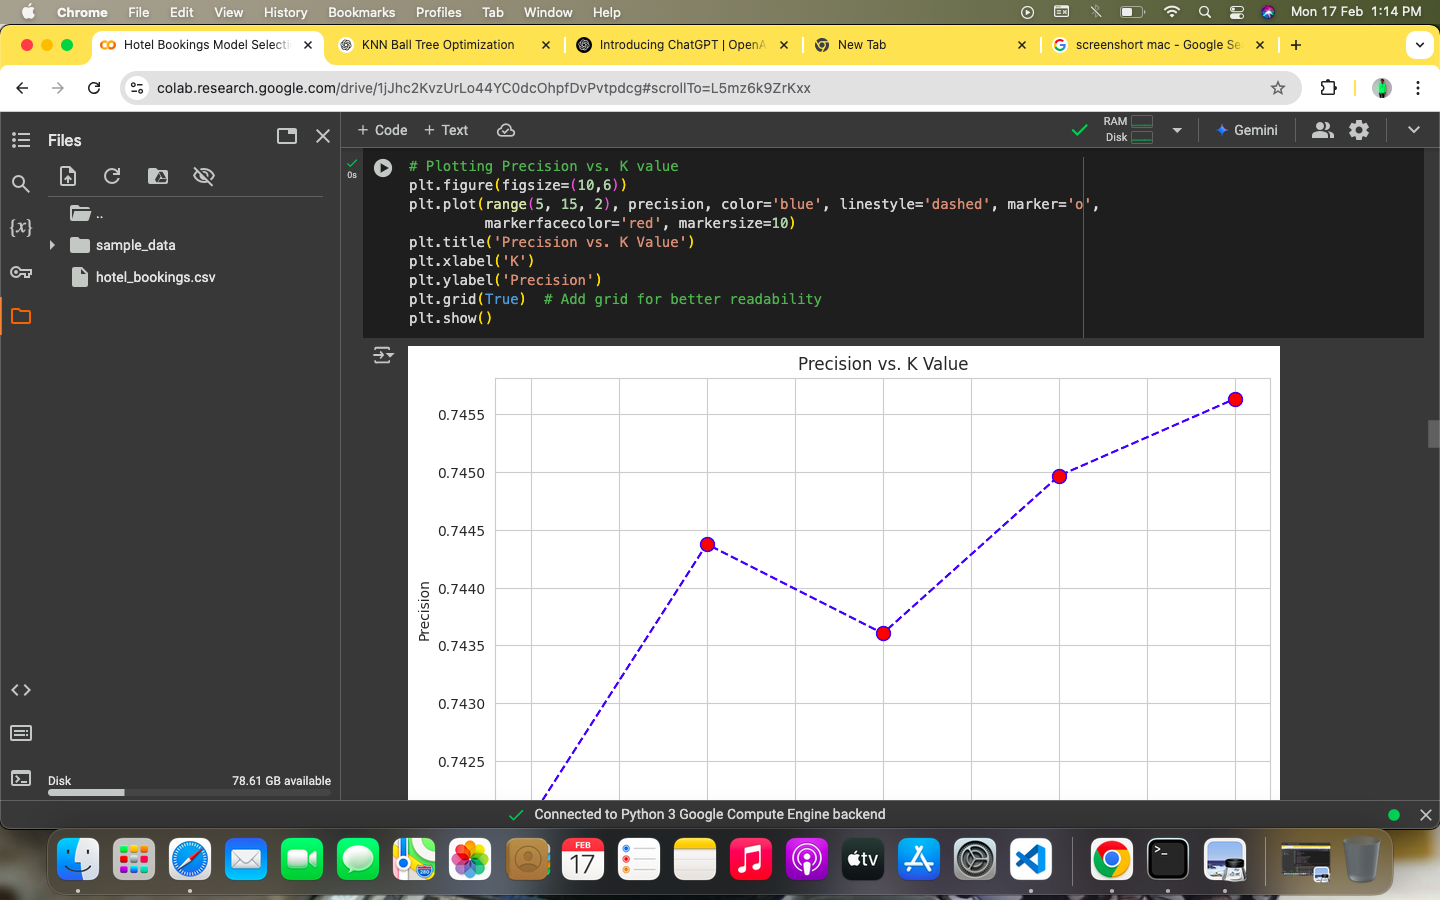 Chrome File Edit View History Bookmarks Profiles Tab Window Help Mon 17 Feb 1:14 PM
Hotel Bookings Model Selecti KNN Ball Tree Optimization Introducing ChatGPT | OpenA New Tab screenshort mac - Google Se
colab.research.google.com/drive/1jJhc2KvzUrLo44YC0dcOhpfDvPvtpdcg#scrollTo=L5mz6k9ZrKxx
Files
+ Code + Text RAM Disk Gemini
..
sample_data
hotel_bookings.csv
{x}
Disk 78.61 GB available
0s
# Plotting Precision vs. K value
plt.figure(figsize=(10,6))
plt.plot(range(5, 15, 2), precision, color='blue', linestyle='dashed', marker='o',
markerfacecolor='red', markersize=10)
plt.title('Precision vs. K Value')
plt.xlabel('K')
plt.ylabel('Precision')
plt.grid(True) # Add grid for better readability
plt.show()
Precision vs. K Value
0.7455
0.7450
0.7445
0.7440
0.7435
0.7430
0.7425
Precision
Connected to Python 3 Google Compute Engine backend
FEB
17
tv
280
>_